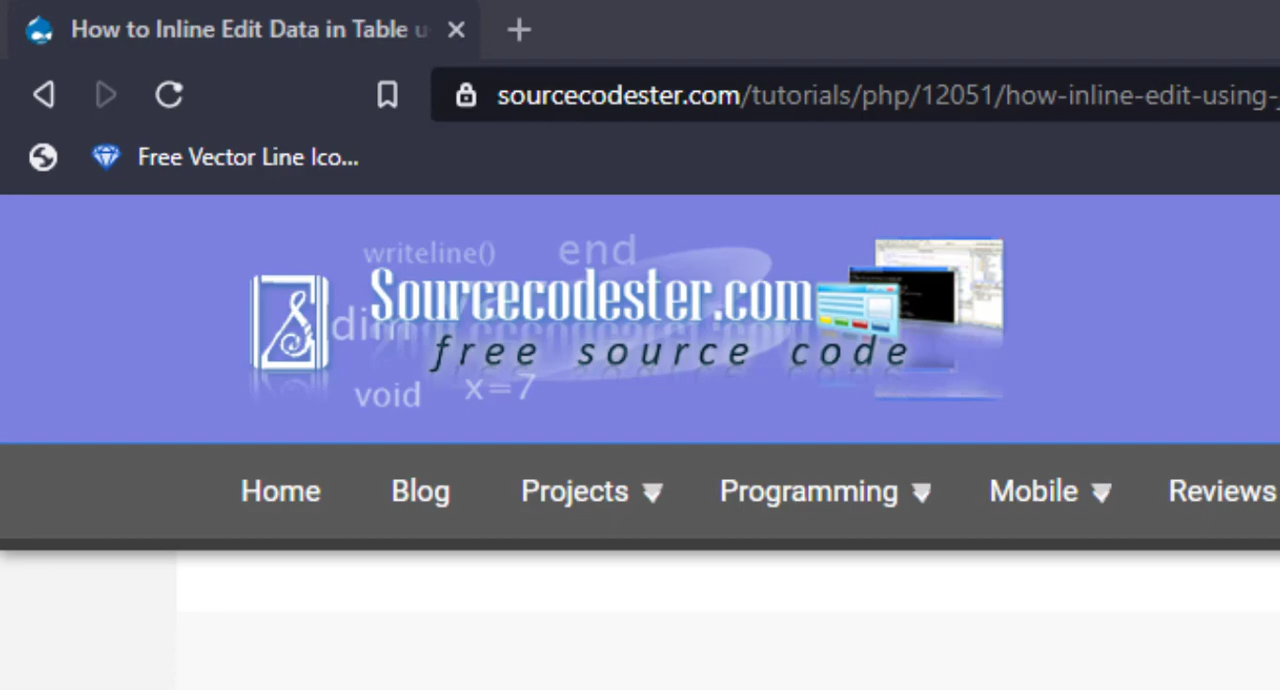 How to Inline Edit Data in Table u
sourcecodester.com/tutorials/php/12051/how-inline-edit-using-
Free Vector Line Ico...
writeline() end
Sourcecodester.com
dim
free source code
void x=7
Home Blog Projects Programming Mobile Reviews